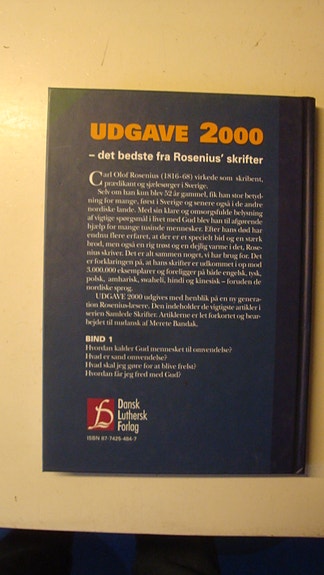 UDGAVE 2000
– det bedste fra Rosenius' skrifter
Carl Olof Rosenius (1816-68) virkede som skribent,
prædikant og sjælesørger i Sverige.
Selv om han kun blev 52 år gammel, fik han stor betyd-
ning for mange, først i Sverige og senere også i de andre
nordiske lande. Med sin klare og omsorgsfulde belysning
af vigtige spørgsmål i livet med Gud blev han til afgørende
hjælp for mange tusinde mennesker. Efter hans død har
endnu flere erfaret, at der er et specielt bid og en stærk
brod, men også en rig trøst og en dejlig varme i det, Rose-
nius skriver. Det er alt sammen noget, vi har brug for. Det
er forklaringen på, at hans skrifter er udkommet i op mod
3.000.000 eksemplarer og foreligger på både engelsk, tysk,
polsk, amharisk, swaheli, hindi og kinesisk – foruden de
nordiske sprog.
UDGAVE 2000 udgives med henblik på en ny genera-
tion Rosenius-læsere. Den indeholder de vigtigste artikler i
serien Samlede Skrifter. Artiklerne er let forkortet og bear-
bejdet til nudansk af Merete Bandak.
BIND 1
Hvordan kalder Gud mennesket til omvendelse?
Hvad er sand omvendelse?
Hvad skal jeg gøre for at blive frelst?
Hvordan får jeg fred med Gud?
Dansk
Luthersk
Forlag
ISBN 87-7425-484-7